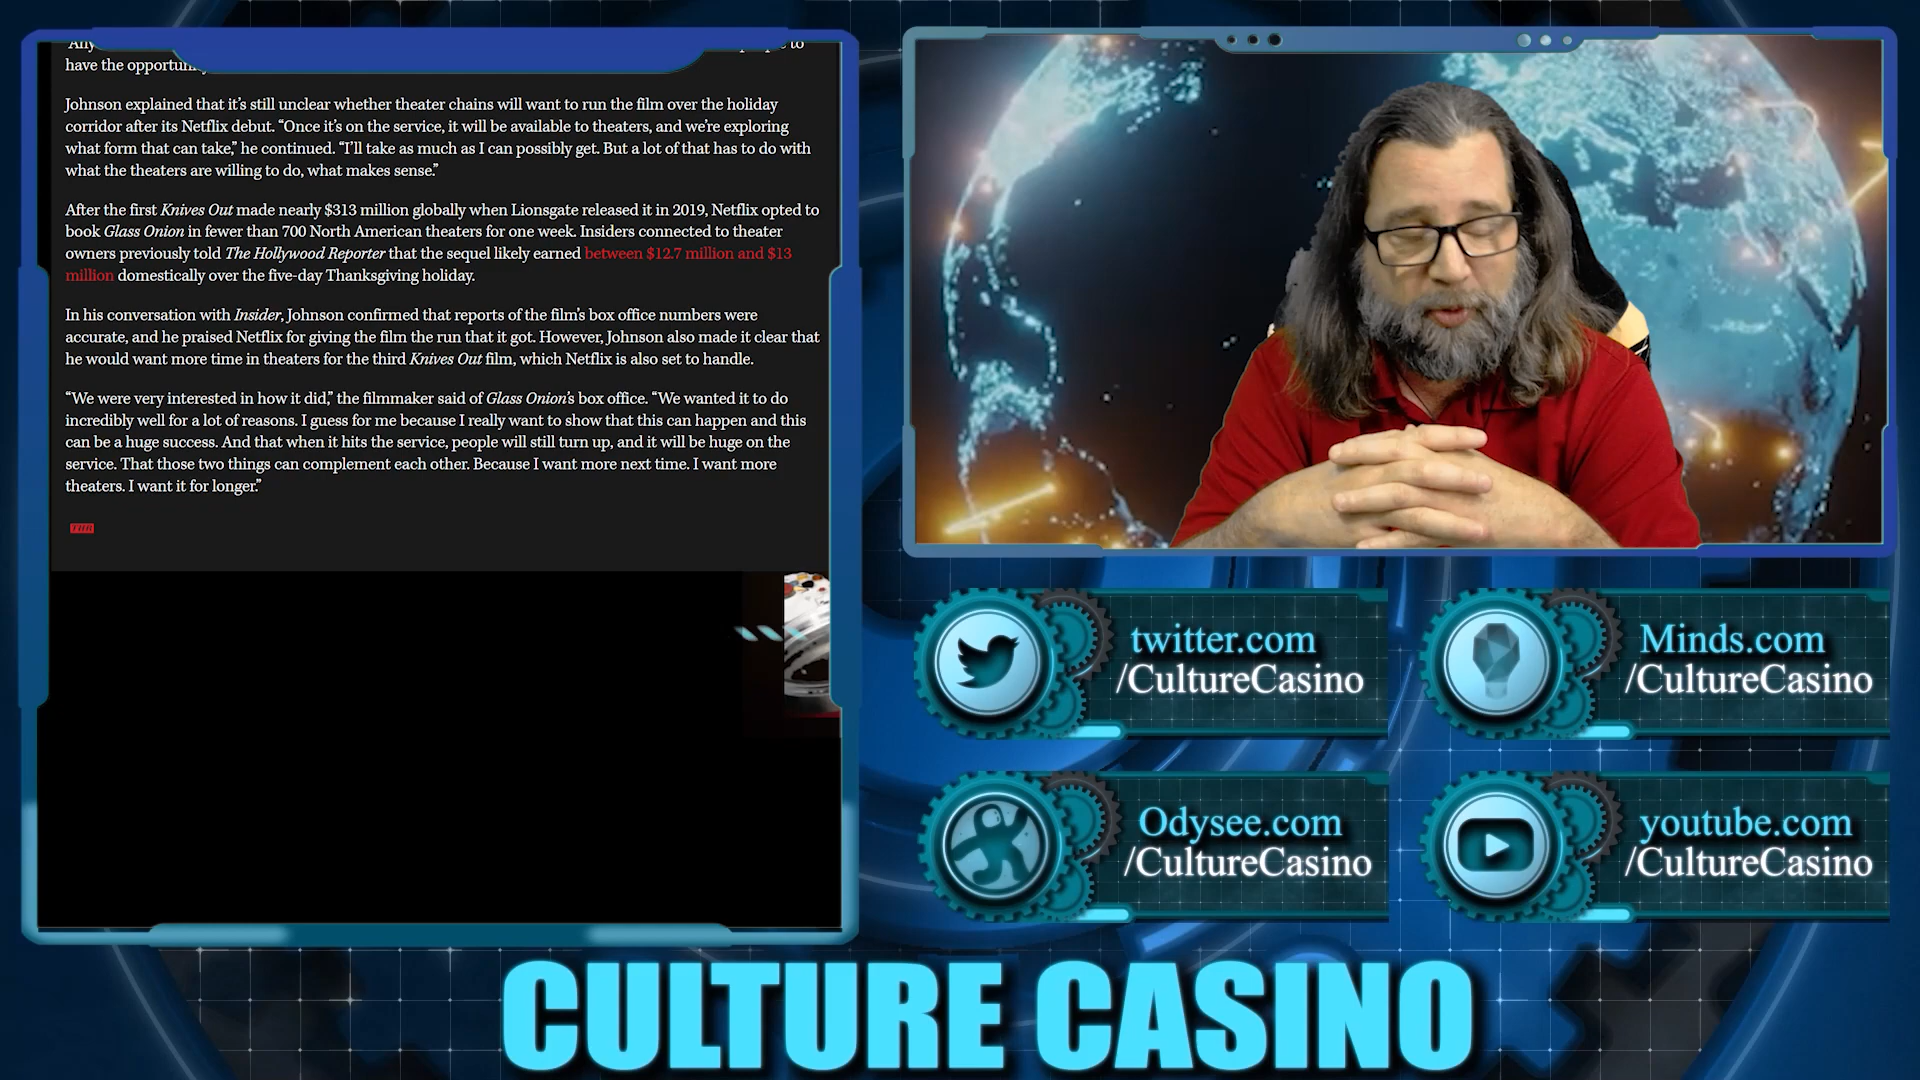 Any
to
have the
Johnson explained that it’s still unclear whether theater chains will want to run the film over the holiday
corridor after its Netflix debut. “Once it’s on the service, it will be available to theaters, and we’re exploring
what form that can take,” he continued. “I’ll take as much as I can possibly get. But a lot of that has to do with
what the theaters are willing to do, what makes sense.”
After the first Knives Out made nearly $313 million globally when Lionsgate released it in 2019, Netflix opted to
book Glass Onion in fewer than 700 North American theaters for one week. Insiders connected to theater
owners previously told The Hollywood Reporter that the sequel likely earned between $12.7 million and $13
million domestically over the five-day Thanksgiving holiday.
In his conversation with Insider, Johnson confirmed that reports of the film’s box office numbers were
accurate, and he praised Netflix for giving the film the run that it got. However, Johnson also made it clear that
he would want more time in theaters for the third Knives Out film, which Netflix is also set to handle.
“We were very interested in how it did,” the filmmaker said of Glass Onion’s box office. “We wanted it to do
incredibly well for a lot of reasons. I guess for me because I really want to show that this can happen and this
can be a huge success. And that when it hits the service, people will still turn up, and it will be huge on the
service. That those two things can complement each other. Because I want more next time. I want more
theaters. I want it for longer.”
THR
twitter.com
/CultureCasino
Minds.com
/CultureCasino
Odysee.com
/CultureCasino
youtube.com
/CultureCasino
CULTURE CASINO